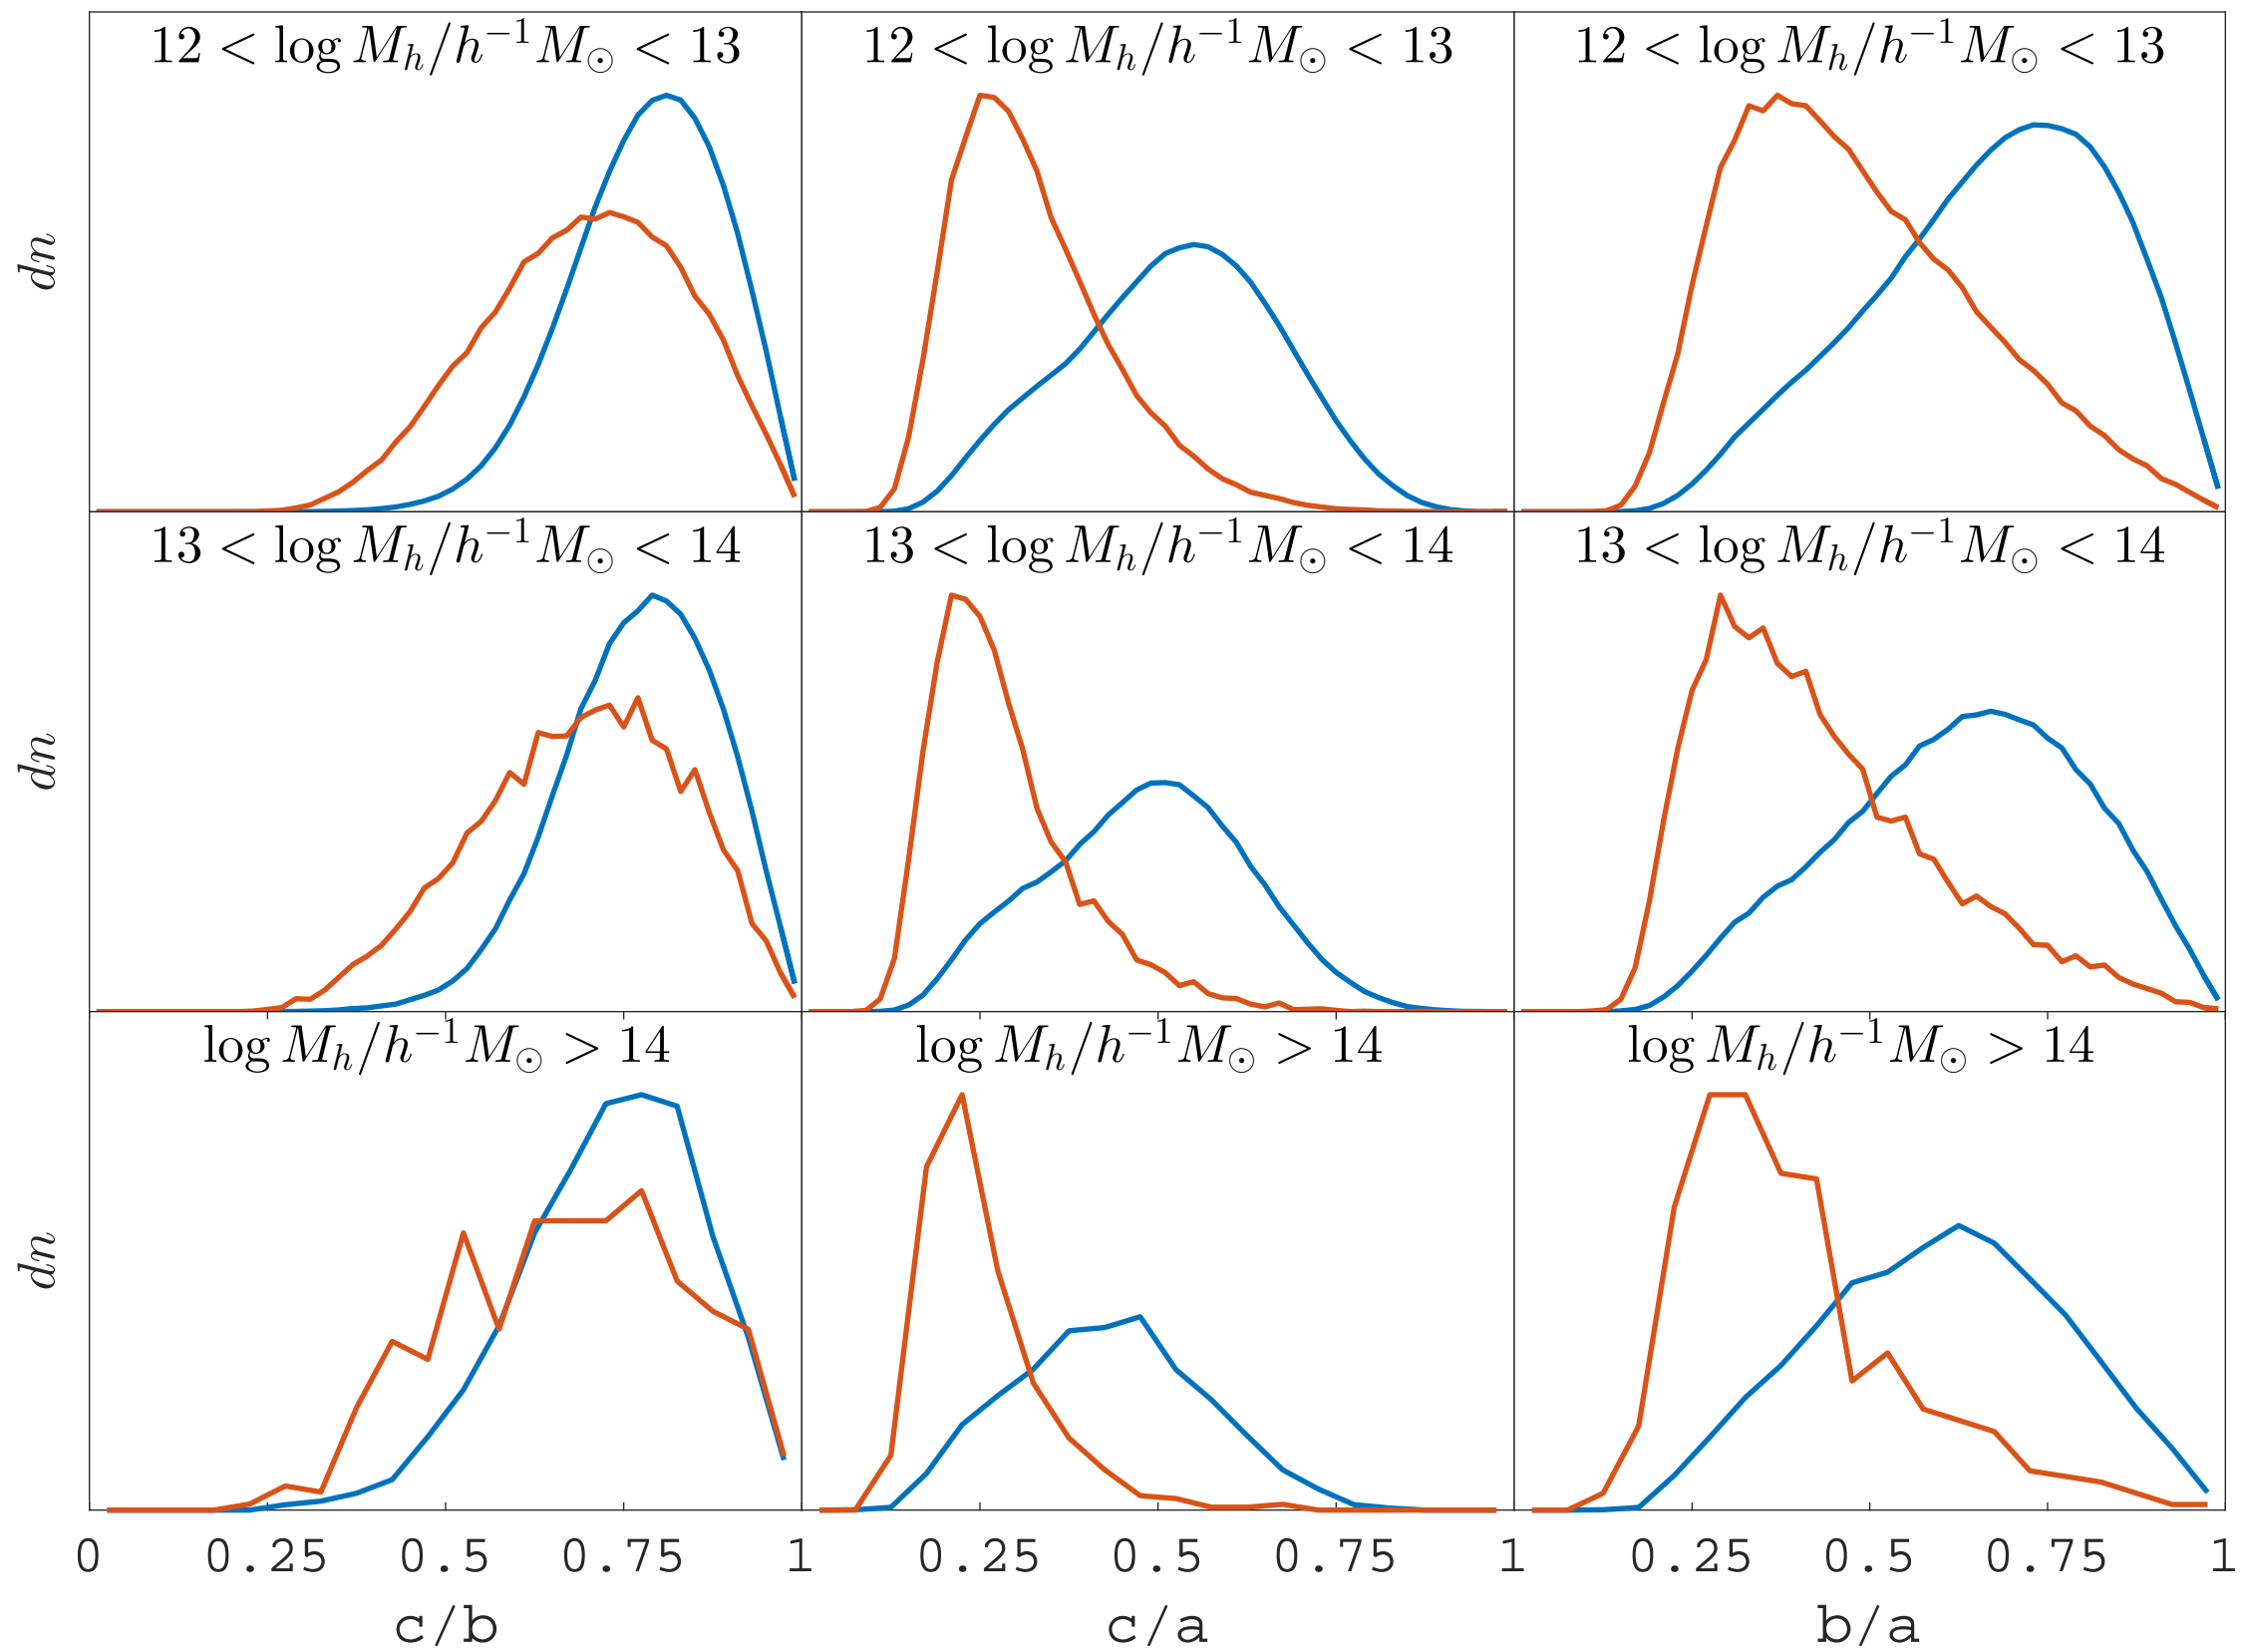 12 < log M_h/h^{-1} M_⊙ < 13
12 < log M_h/h^{-1} M_⊙ < 13
12 < log M_h/h^{-1} M_⊙ < 13
dn
13 < log M_h/h^{-1} M_⊙ < 14
13 < log M_h/h^{-1} M_⊙ < 14
13 < log M_h/h^{-1} M_⊙ < 14
dn
log M_h/h^{-1} M_⊙ > 14
log M_h/h^{-1} M_⊙ > 14
log M_h/h^{-1} M_⊙ > 14
dn
0 0.25 0.5 0.75 1 0.25 0.5 0.75 1 0.25 0.5 0.75 1
c/b
c/a
b/a